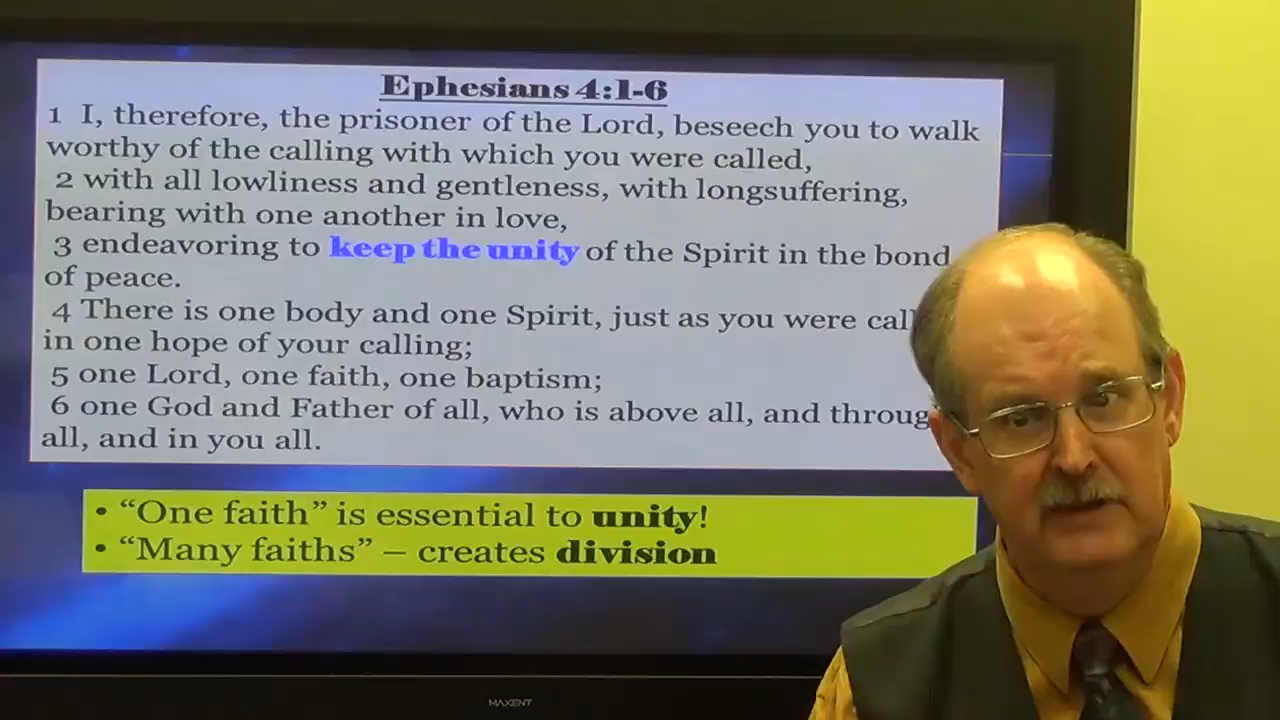 Ephesians 4:1-6
1 I, therefore, the prisoner of the Lord, beseech you to walk
worthy of the calling with which you were called,
2 with all lowliness and gentleness, with longsuffering,
bearing with one another in love,
3 endeavoring to keep the unity of the Spirit in the bond
of peace.
4 There is one body and one Spirit, just as you were cal
in one hope of your calling;
5 one Lord, one faith, one baptism;
6 one God and Father of all, who is above all, and throug
all, and in you all.
• “One faith” is essential to unity!
• “Many faiths” – creates division
MAXENT